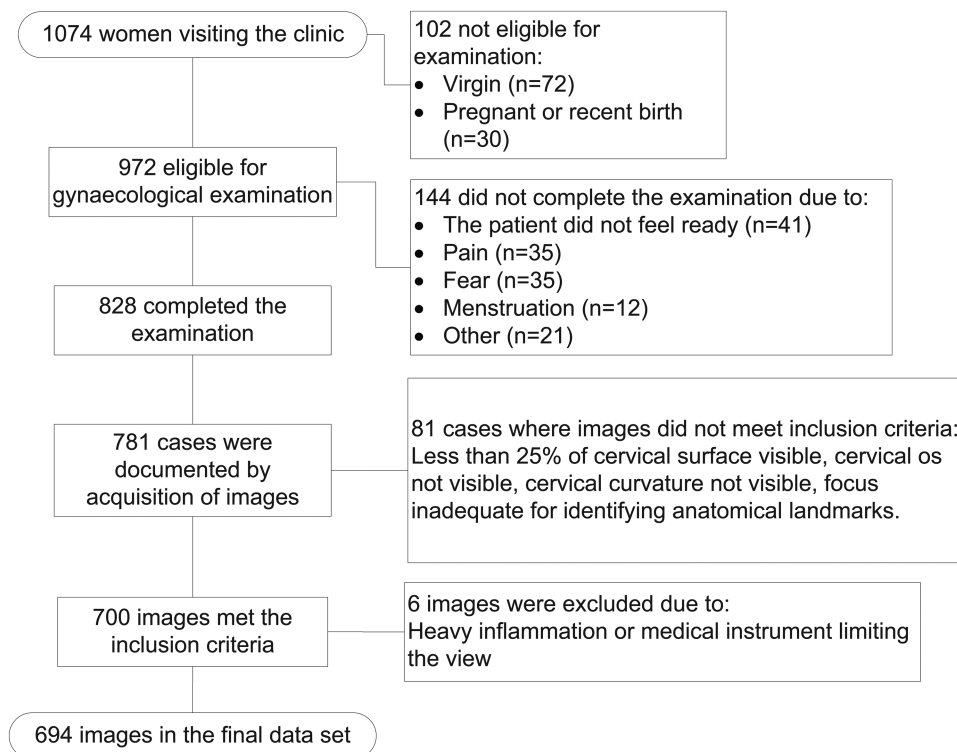 1074 women visiting the clinic
102 not eligible for
examination:
• Virgin (n=72)
• Pregnant or recent birth
(n=30)
972 eligible for
gynaecological examination
144 did not complete the examination due to:
• The patient did not feel ready (n=41)
• Pain (n=35)
• Fear (n=35)
• Menstruation (n=12)
• Other (n=21)
828 completed the
examination
781 cases were
documented by
acquisition of images
81 cases where images did not meet inclusion criteria:
Less than 25% of cervical surface visible, cervical os
not visible, cervical curvature not visible, focus
inadequate for identifying anatomical landmarks.
700 images met the
inclusion criteria
6 images were excluded due to:
Heavy inflammation or medical instrument limiting
the view
694 images in the final data set